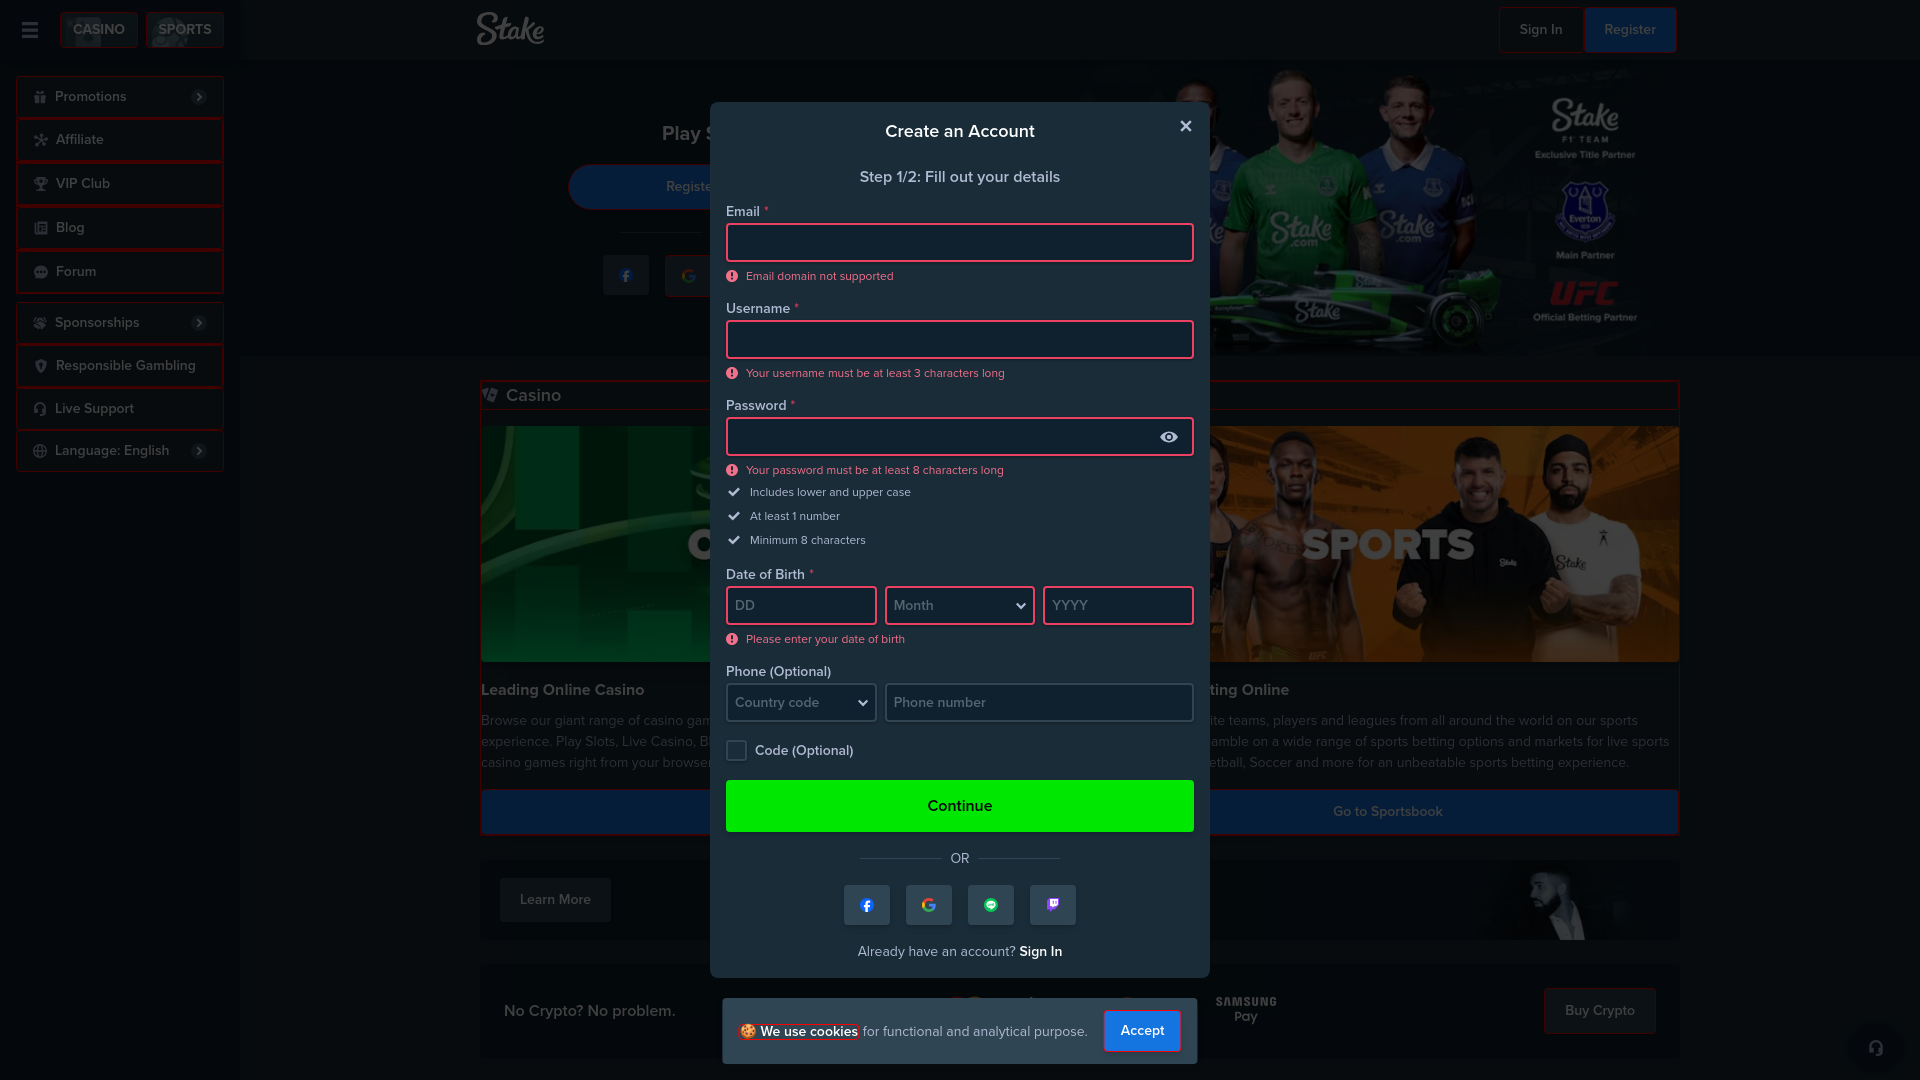 CASINO
SPORTS
Stake
Sign In
Register
Promotions
Affiliate
VIP Club
Blog
Forum
Sponsorships
Responsible Gambling
Live Support
Language: English
Play
Stake
F1 TEAM
Exclusive Title Partner
Everton
Main Partner
UFC
Official Betting Partner
Stake
.com
Stake
.com
Stake
Create an Account
Step 1/2: Fill out your details
Email *
Email domain not supported
Username *
Your username must be at least 3 characters long
Password *
Your password must be at least 8 characters long
Includes lower and upper case
At least 1 number
Minimum 8 characters
Date of Birth *
DD
Month
YYYY
Please enter your date of birth
Phone (Optional)
Country code
Phone number
Code (Optional)
Continue
OR
Already have an account? Sign In
Casino
SPORTS
Stake
Stake
Leading Online Casino
Browse our giant range of casino
experience. Play Slots, Live Casino,
casino games right from your
Online
teams, players and leagues from all around the world on our sports
on a wide range of sports betting options and markets for live sports
Soccer and more for an unbeatable sports betting experience.
Go to Sportsbook
Learn More
No Crypto? No problem.
SAMSUNG
Pay
Buy Crypto
🍪 We use cookies for functional and analytical purpose.
Accept